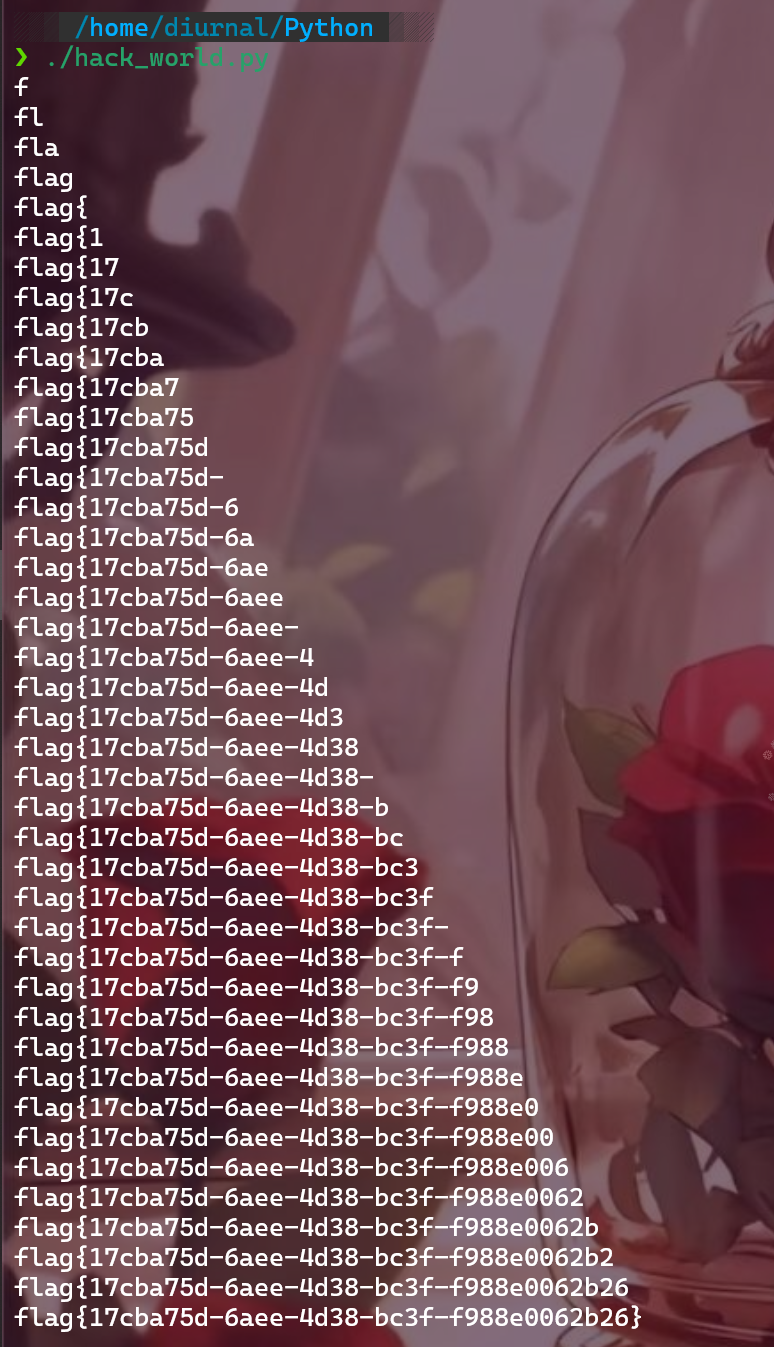 /home/diurnal/Python
❯ ./hack_world.py
f
fl
fla
flag
flag{
flag{1
flag{17
flag{17c
flag{17cb
flag{17cba
flag{17cba7
flag{17cba75
flag{17cba75d
flag{17cba75d-
flag{17cba75d-6
flag{17cba75d-6a
flag{17cba75d-6ae
flag{17cba75d-6aee
flag{17cba75d-6aee-
flag{17cba75d-6aee-4
flag{17cba75d-6aee-4d
flag{17cba75d-6aee-4d3
flag{17cba75d-6aee-4d38
flag{17cba75d-6aee-4d38-
flag{17cba75d-6aee-4d38-b
flag{17cba75d-6aee-4d38-bc
flag{17cba75d-6aee-4d38-bc3
flag{17cba75d-6aee-4d38-bc3f
flag{17cba75d-6aee-4d38-bc3f-
flag{17cba75d-6aee-4d38-bc3f-f
flag{17cba75d-6aee-4d38-bc3f-f9
flag{17cba75d-6aee-4d38-bc3f-f98
flag{17cba75d-6aee-4d38-bc3f-f988
flag{17cba75d-6aee-4d38-bc3f-f988e
flag{17cba75d-6aee-4d38-bc3f-f988e0
flag{17cba75d-6aee-4d38-bc3f-f988e00
flag{17cba75d-6aee-4d38-bc3f-f988e006
flag{17cba75d-6aee-4d38-bc3f-f988e0062
flag{17cba75d-6aee-4d38-bc3f-f988e0062b
flag{17cba75d-6aee-4d38-bc3f-f988e0062b2
flag{17cba75d-6aee-4d38-bc3f-f988e0062b26
flag{17cba75d-6aee-4d38-bc3f-f988e0062b26}